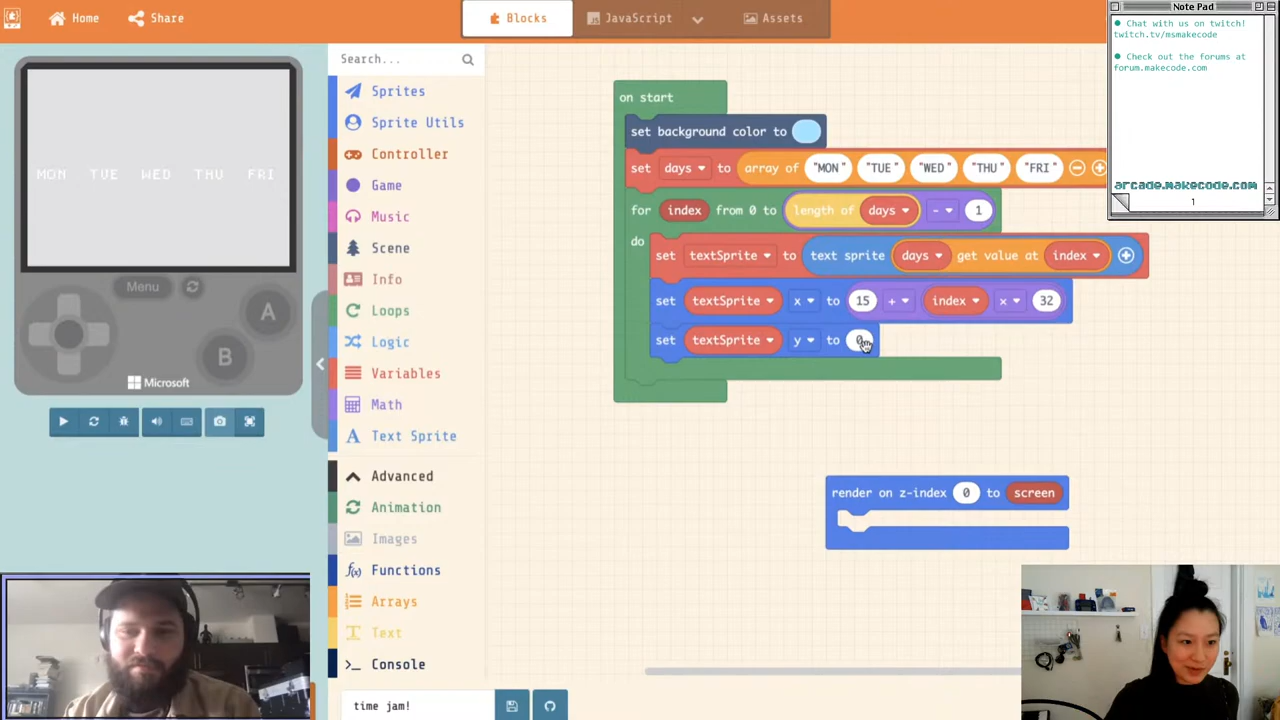 Home
Share
Blocks
JavaScript
Assets
Note Pad
● Chat with us on twitch!
twitch.tv/msmakecode
● Check out the forums at
forum.makecode.com
arcade.makecode.com
1
MON TUE WED THU FRI
Menu
A
B
Microsoft
Search...
Sprites
Sprite Utils
Controller
Game
Music
Scene
Info
Loops
Logic
Variables
Math
Text Sprite
Advanced
Animation
Images
Functions
Arrays
Text
Console
on start
set background color to
set days to array of "MON" "TUE" "WED" "THU" "FRI"
for index from 0 to length of days - 1
do
set textSprite to text sprite days get value at index
set textSprite x to 15 + index x 32
set textSprite y to 0
render on z-index 0 to screen
time jam!